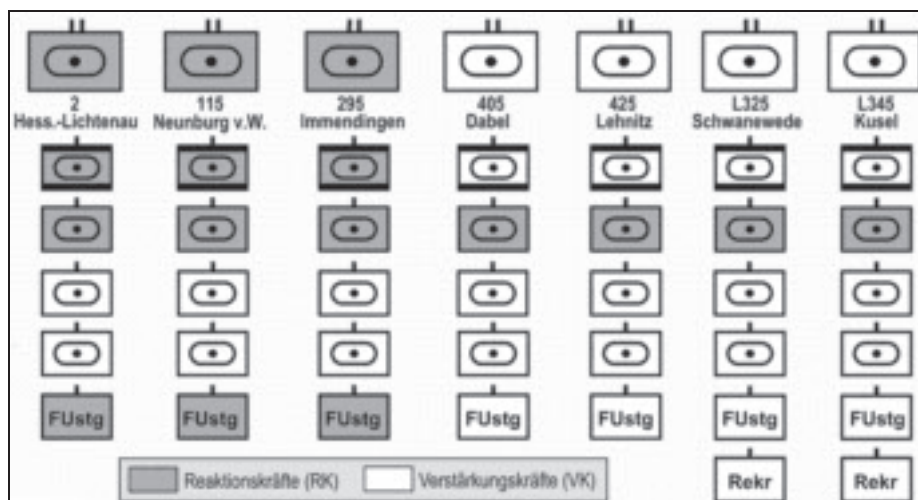 2
Hess.-Lichtenau
115
Neunburg v.W.
295
Immendingen
405
Dabel
425
Lehnitz
L325
Schwanewede
L345
Kusel
FUstg FUstg FUstg FUstg FUstg FUstg FUstg
Reaktionskräfte (RK) Verstärkungskräfte (VK) Rekr Rekr